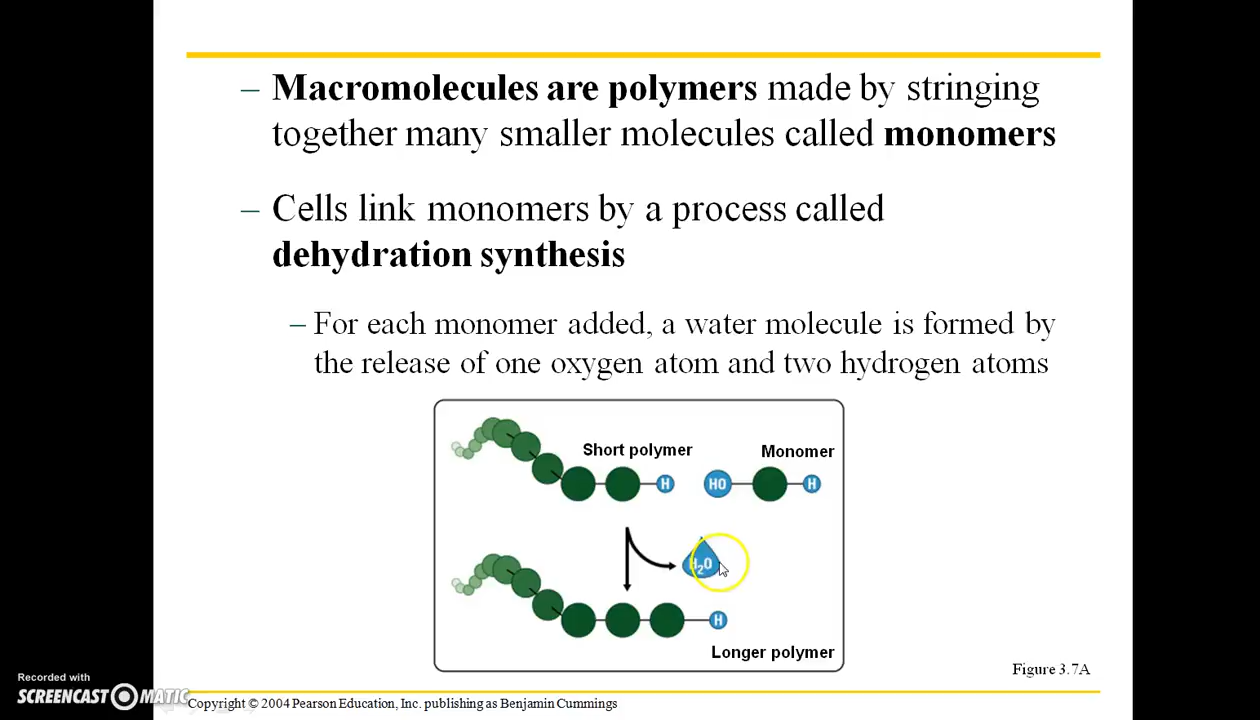 – Macromolecules are polymers made by stringing
together many smaller molecules called monomers
– Cells link monomers by a process called
dehydration synthesis
– For each monomer added, a water molecule is formed by
the release of one oxygen atom and two hydrogen atoms
Short polymer
Monomer
H
HO
H
H₂O
H
Longer polymer
Figure 3.7A
Recorded with
SCREENCAST MATIC
Copyright © 2004 Pearson Education, Inc. publishing as Benjamin Cummings